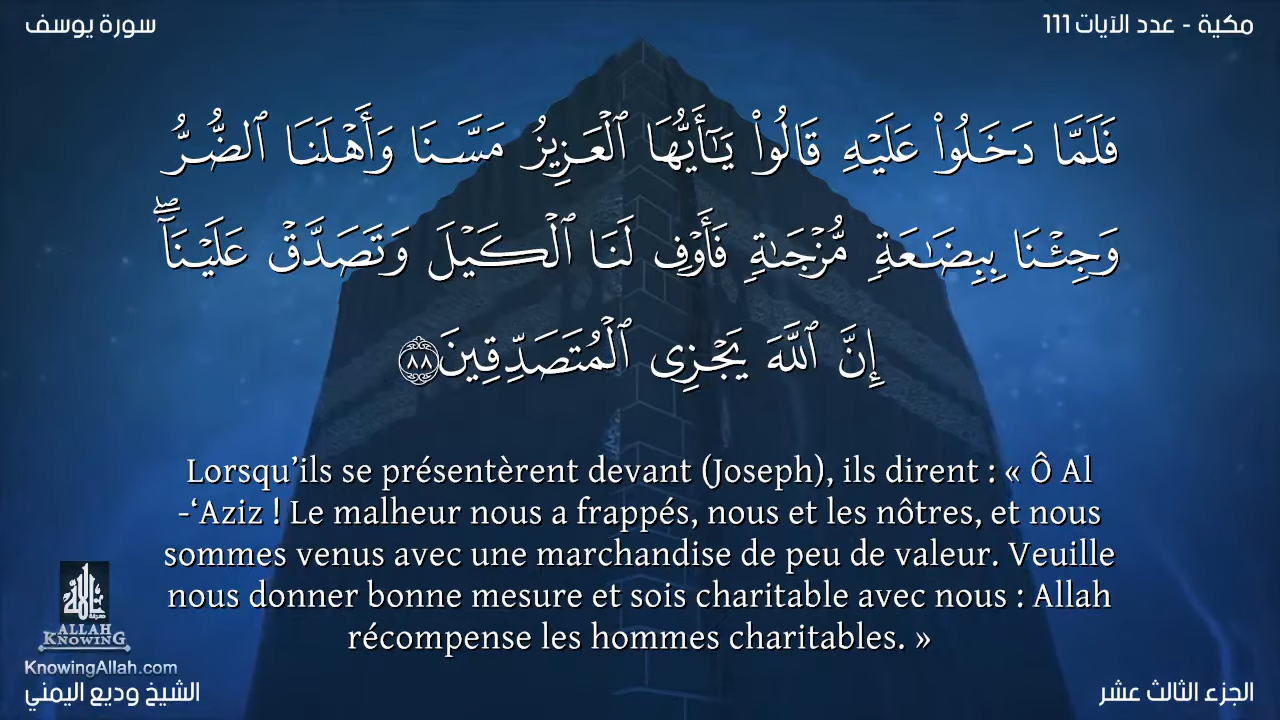 مكية - عدد الآيات 111
سورة يوسف
فَلَمَّا دَخَلُوا۟ عَلَيْهِ قَالُوا۟ يَـٰٓأَيُّهَا ٱلْعَزِيزُ مَسَّنَا وَأَهْلَنَا ٱلضُّرُّ
وَجِئْنَا بِبِضَـٰعَةٍ مُّزْجَىٰةٍ فَأَوْفِ لَنَا ٱلْكَيْلَ وَتَصَدَّقْ عَلَيْنَآ ۖ
إِنَّ ٱللَّهَ يَجْزِى ٱلْمُتَصَدِّقِينَ ٨٨
Lorsqu’ils se présentèrent devant (Joseph), ils dirent : « Ô Al
-‘Aziz ! Le malheur nous a frappés, nous et les nôtres, et nous
sommes venus avec une marchandise de peu de valeur. Veuille
nous donner bonne mesure et sois charitable avec nous : Allah
récompense les hommes charitables. »
ALLAH
KNOWING
KnowingAllah.com
الشيخ وديع اليمني
الجزء الثالث عشر